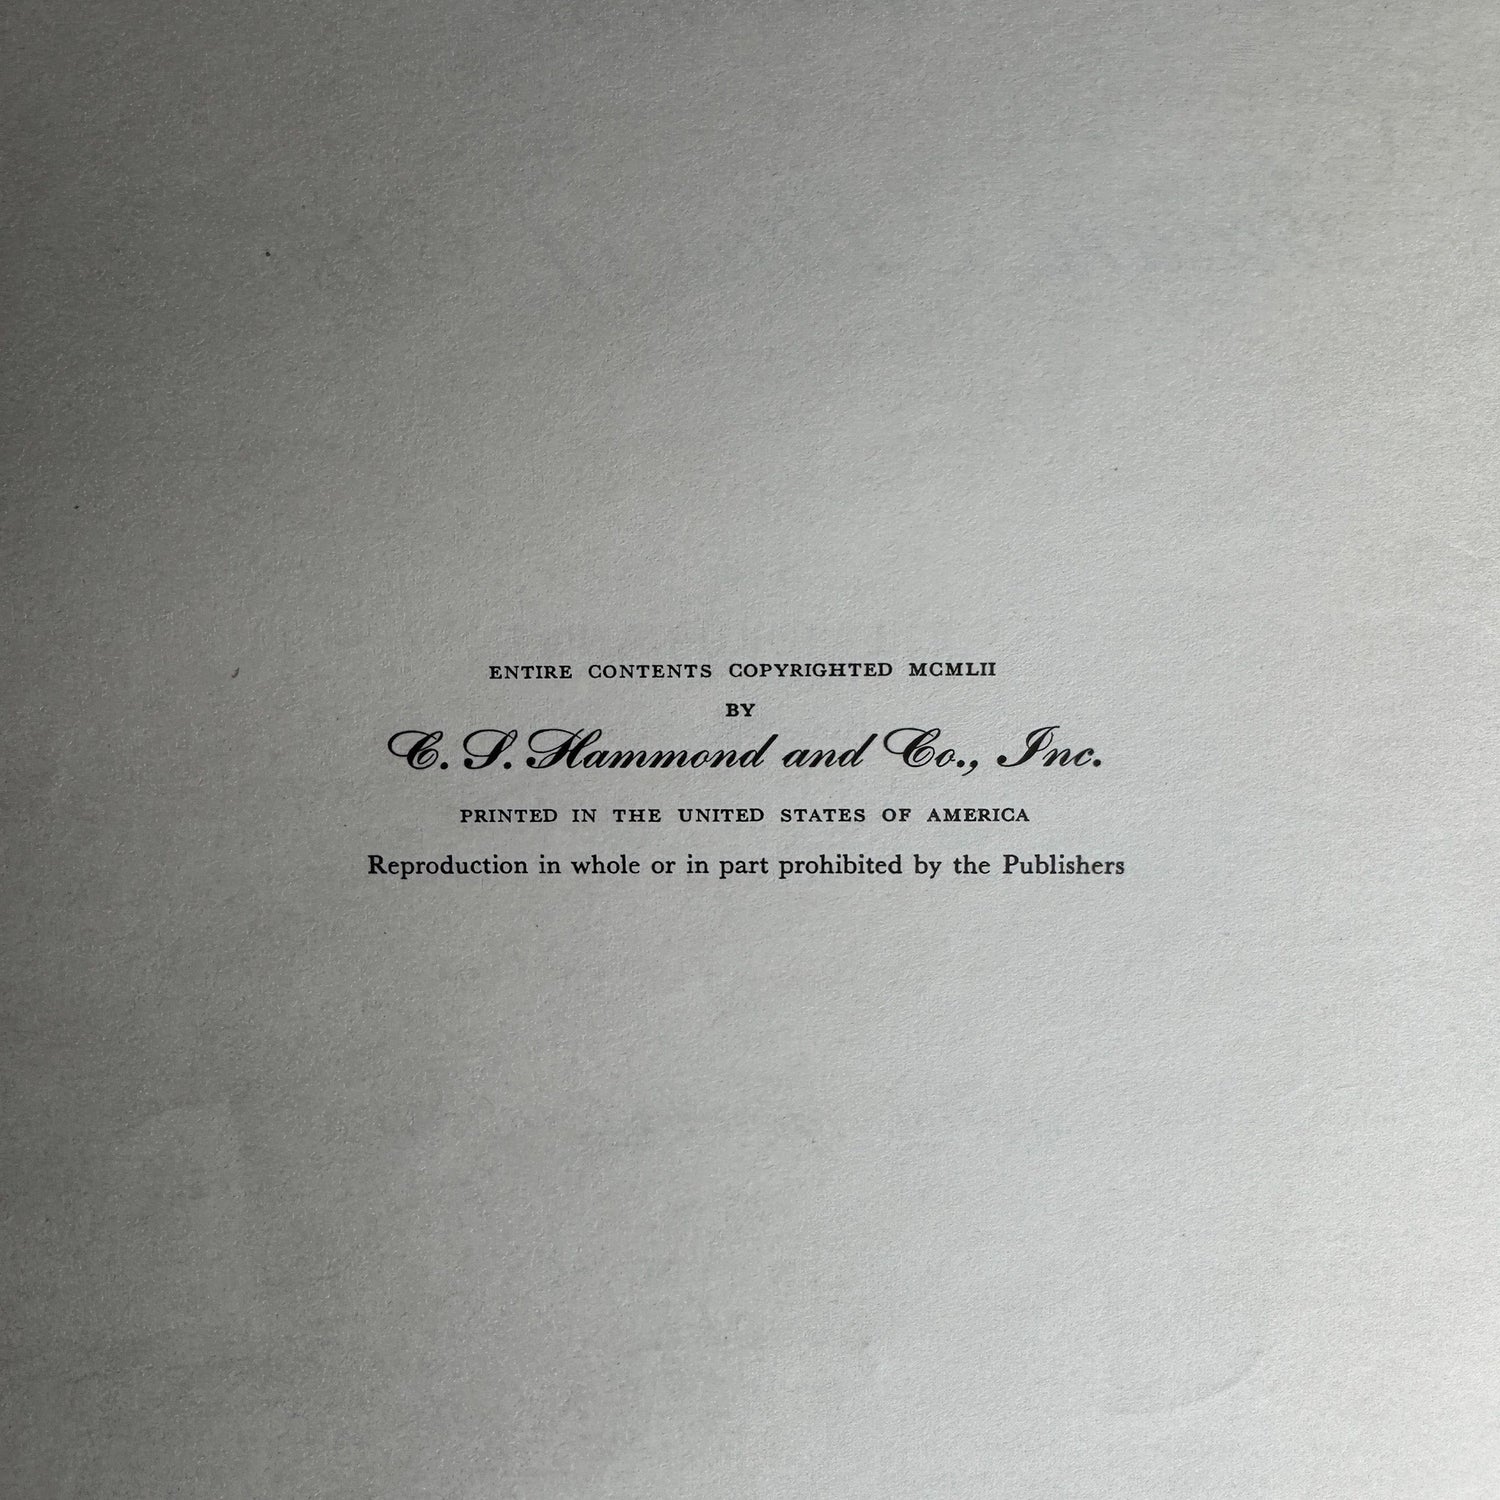 ENTIRE CONTENTS COPYRIGHTED MCMLII
BY
C. S. Hammond and Co., Inc.
PRINTED IN THE UNITED STATES OF AMERICA
Reproduction in whole or in part prohibited by the Publishers